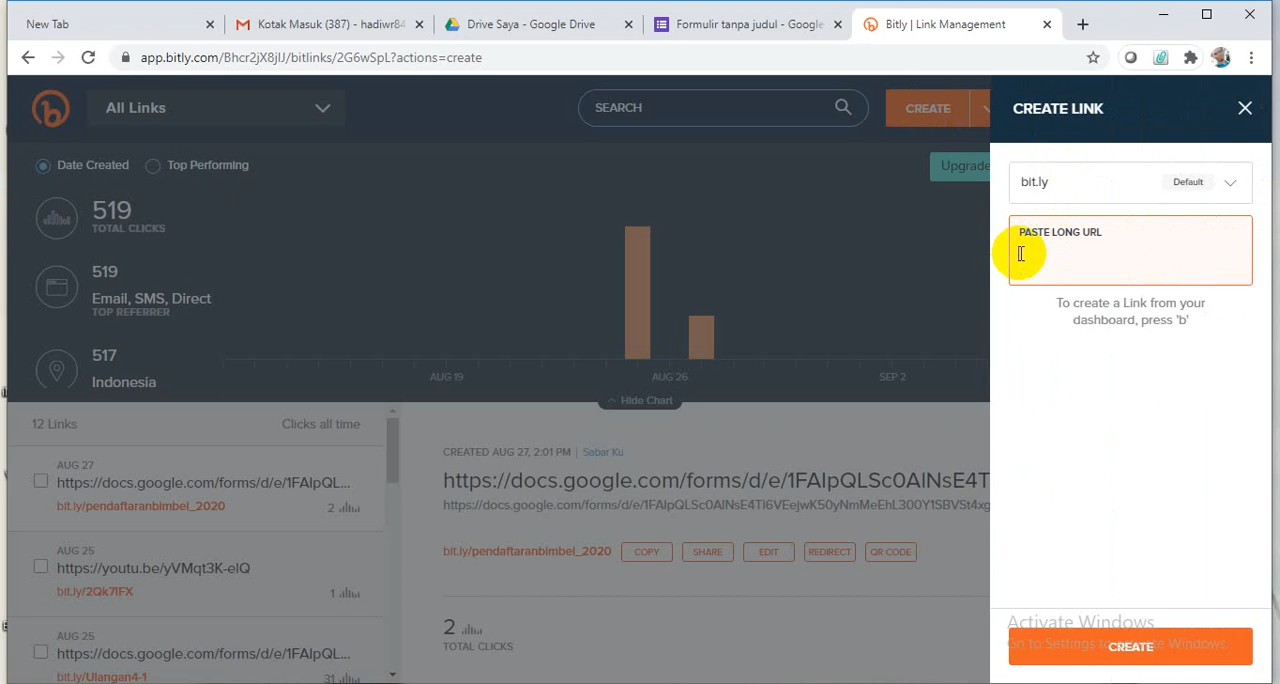 New Tab
Kotak Masuk (387) - hadiwr84
Drive Saya - Google Drive
Formulir tanpa judul - Google
Bitly | Link Management
app.bitly.com/Bhcr2jX8jIJ/bitlinks/2G6wSpL?actions=create
All Links
SEARCH
CREATE
CREATE LINK
Date Created
Top Performing
Upgrade
bit.ly
Default
519
TOTAL CLICKS
PASTE LONG URL
519
Email, SMS, Direct
TOP REFERRER
To create a Link from your
dashboard, press 'b'
517
Indonesia
AUG 19
AUG 26
SEP 2
Hide Chart
12 Links
Clicks all time
AUG 27
https://docs.google.com/forms/d/e/1FAIpQL...
bit.ly/pendaftaranbimbel_2020
2
AUG 25
https://youtu.be/yVMqt3K-eIQ
bit.ly/2Qk7lFX
1
AUG 25
https://docs.google.com/forms/d/e/1FAIpQL...
bit.ly/Ulangan4-1
31
CREATED AUG 27, 2:01 PM | Sabar Ku
https://docs.google.com/forms/d/e/1FAIpQLSc0AlNsE4T
https://docs.google.com/forms/d/e/1FAIpQLSc0AlNsE4Tl6VEejwK50yNmMeEhL300Y1SBVSt4xg
bit.ly/pendaftaranbimbel_2020
COPY
SHARE
EDIT
REDIRECT
QR CODE
2
TOTAL CLICKS
Activate Windows
Go to Settings to activate Windows.
CREATE